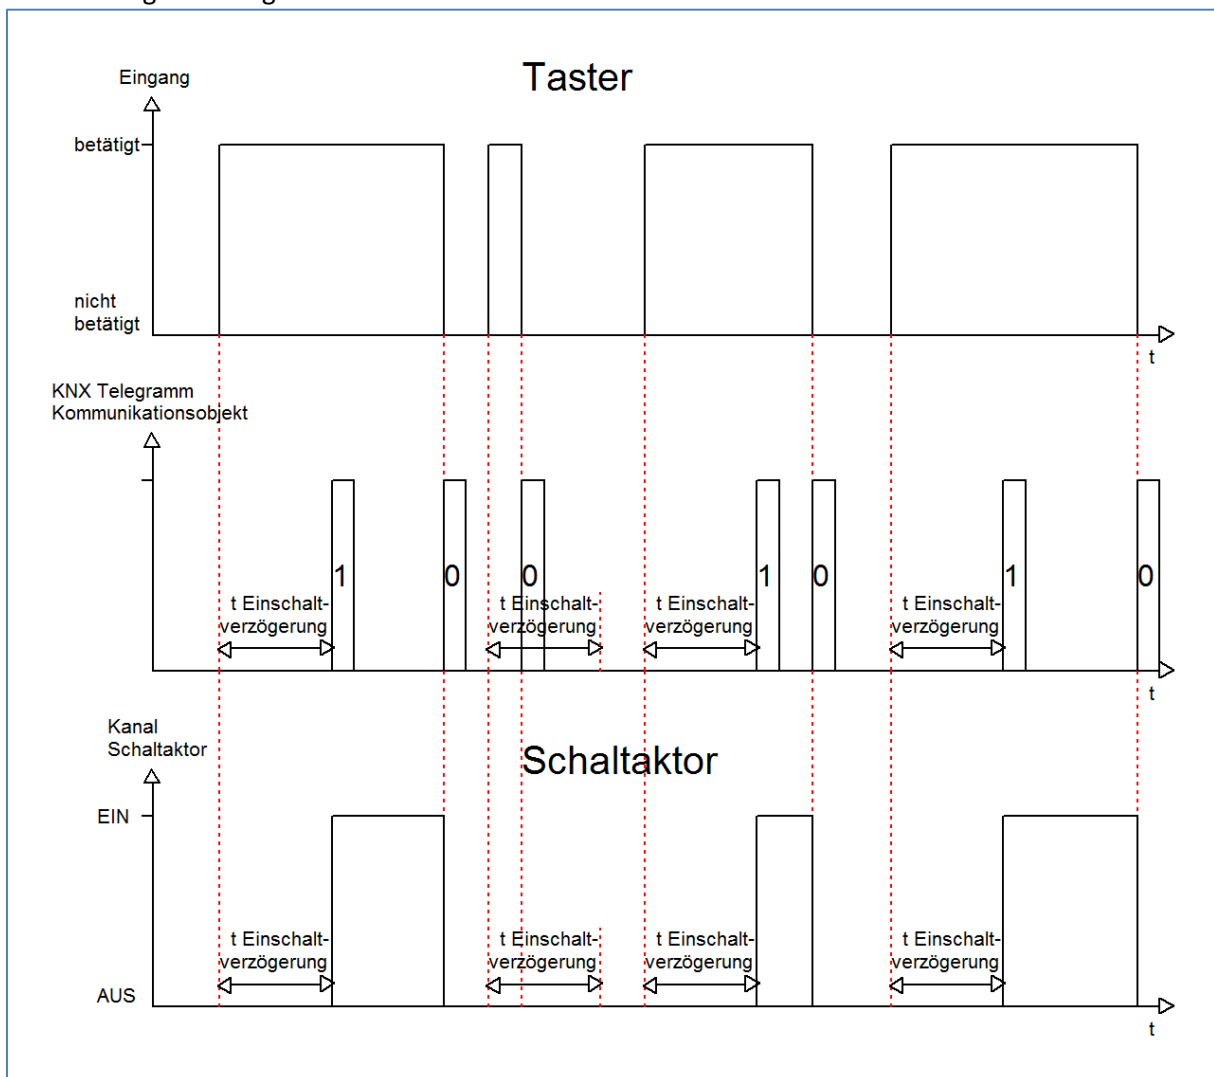 Eingang
Taster
betätigt
nicht
betätigt
t
KNX Telegramm
Kommunikationsobjekt
1
0
0
1
0
1
0
t Einschalt-
verzögerung
t Einschalt-
verzögerung
t Einschalt-
verzögerung
t Einschalt-
verzögerung
t
Kanal
Schaltaktor
Schaltaktor
EIN
t Einschalt-
verzögerung
t Einschalt-
verzögerung
t Einschalt-
verzögerung
t Einschalt-
verzögerung
AUS
t